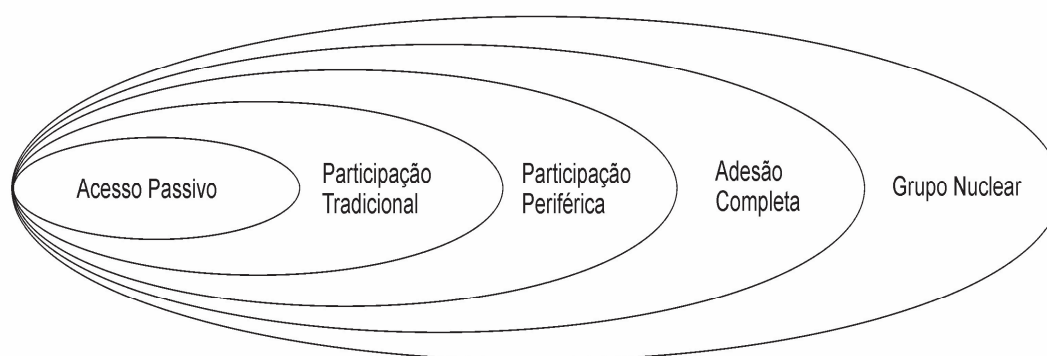 Acesso Passivo
Participação
Tradicional
Participação
Periférica
Adesão
Completa
Grupo Nuclear